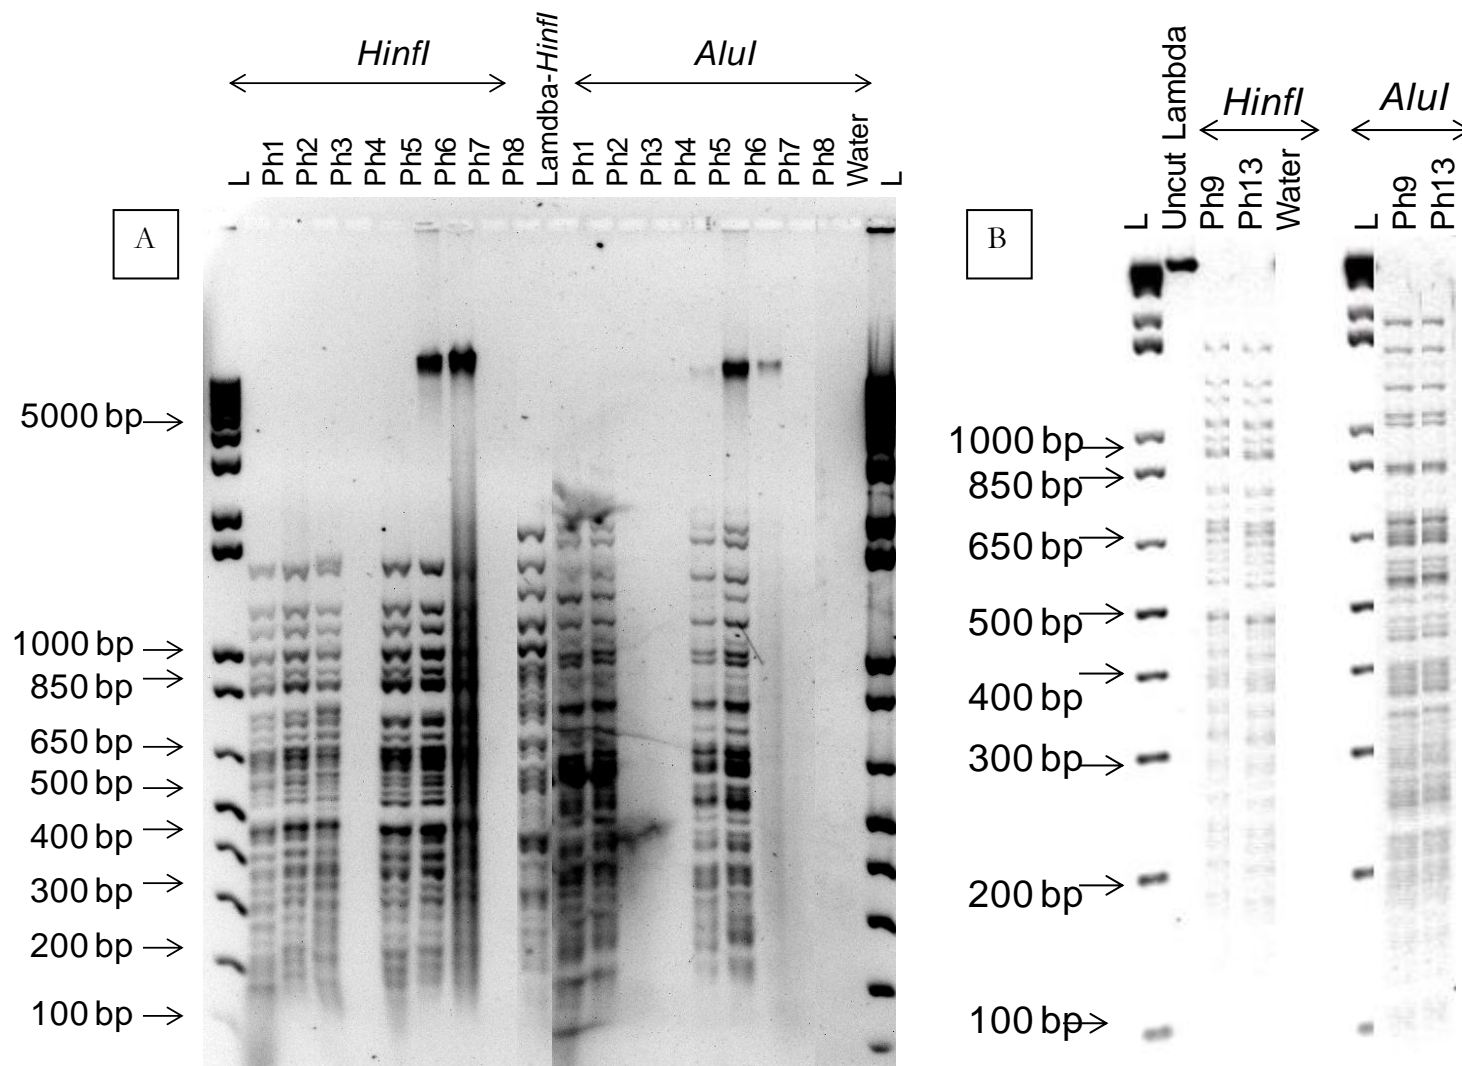 HinfI
Lamdba-HinfI
AluI
L
Ph1
Ph2
Ph3
Ph4
Ph5
Ph6
Ph7
Ph8
Ph1
Ph2
Ph3
Ph4
Ph5
Ph6
Ph7
Ph8
Water
L
A
5000 bp
1000 bp
850 bp
650 bp
500 bp
400 bp
300 bp
200 bp
100 bp
Uncut Lambda
HinfI
AluI
L
Ph9
Ph13
Water
L
Ph9
Ph13
B
1000 bp
850 bp
650 bp
500 bp
400 bp
300 bp
200 bp
100 bp